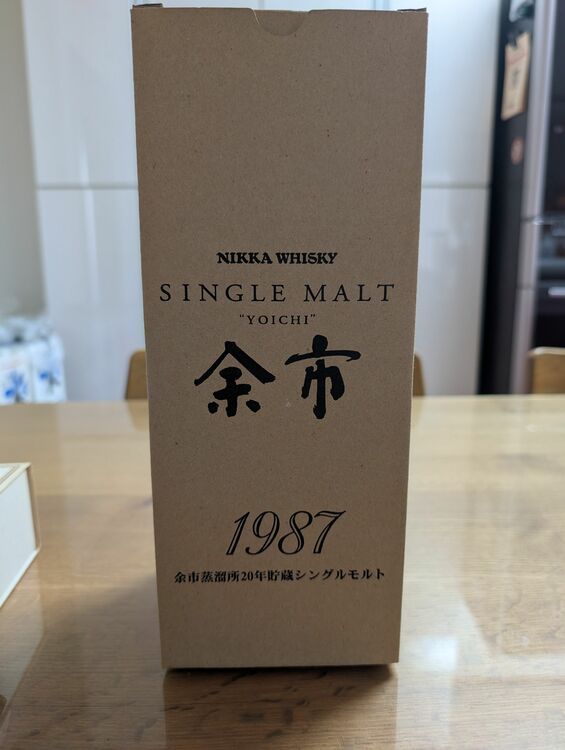 NIKKA WHISKY
SINGLE MALT
"YOICHI"
余市
1987
余市蒸溜所20年貯蔵シングルモルト